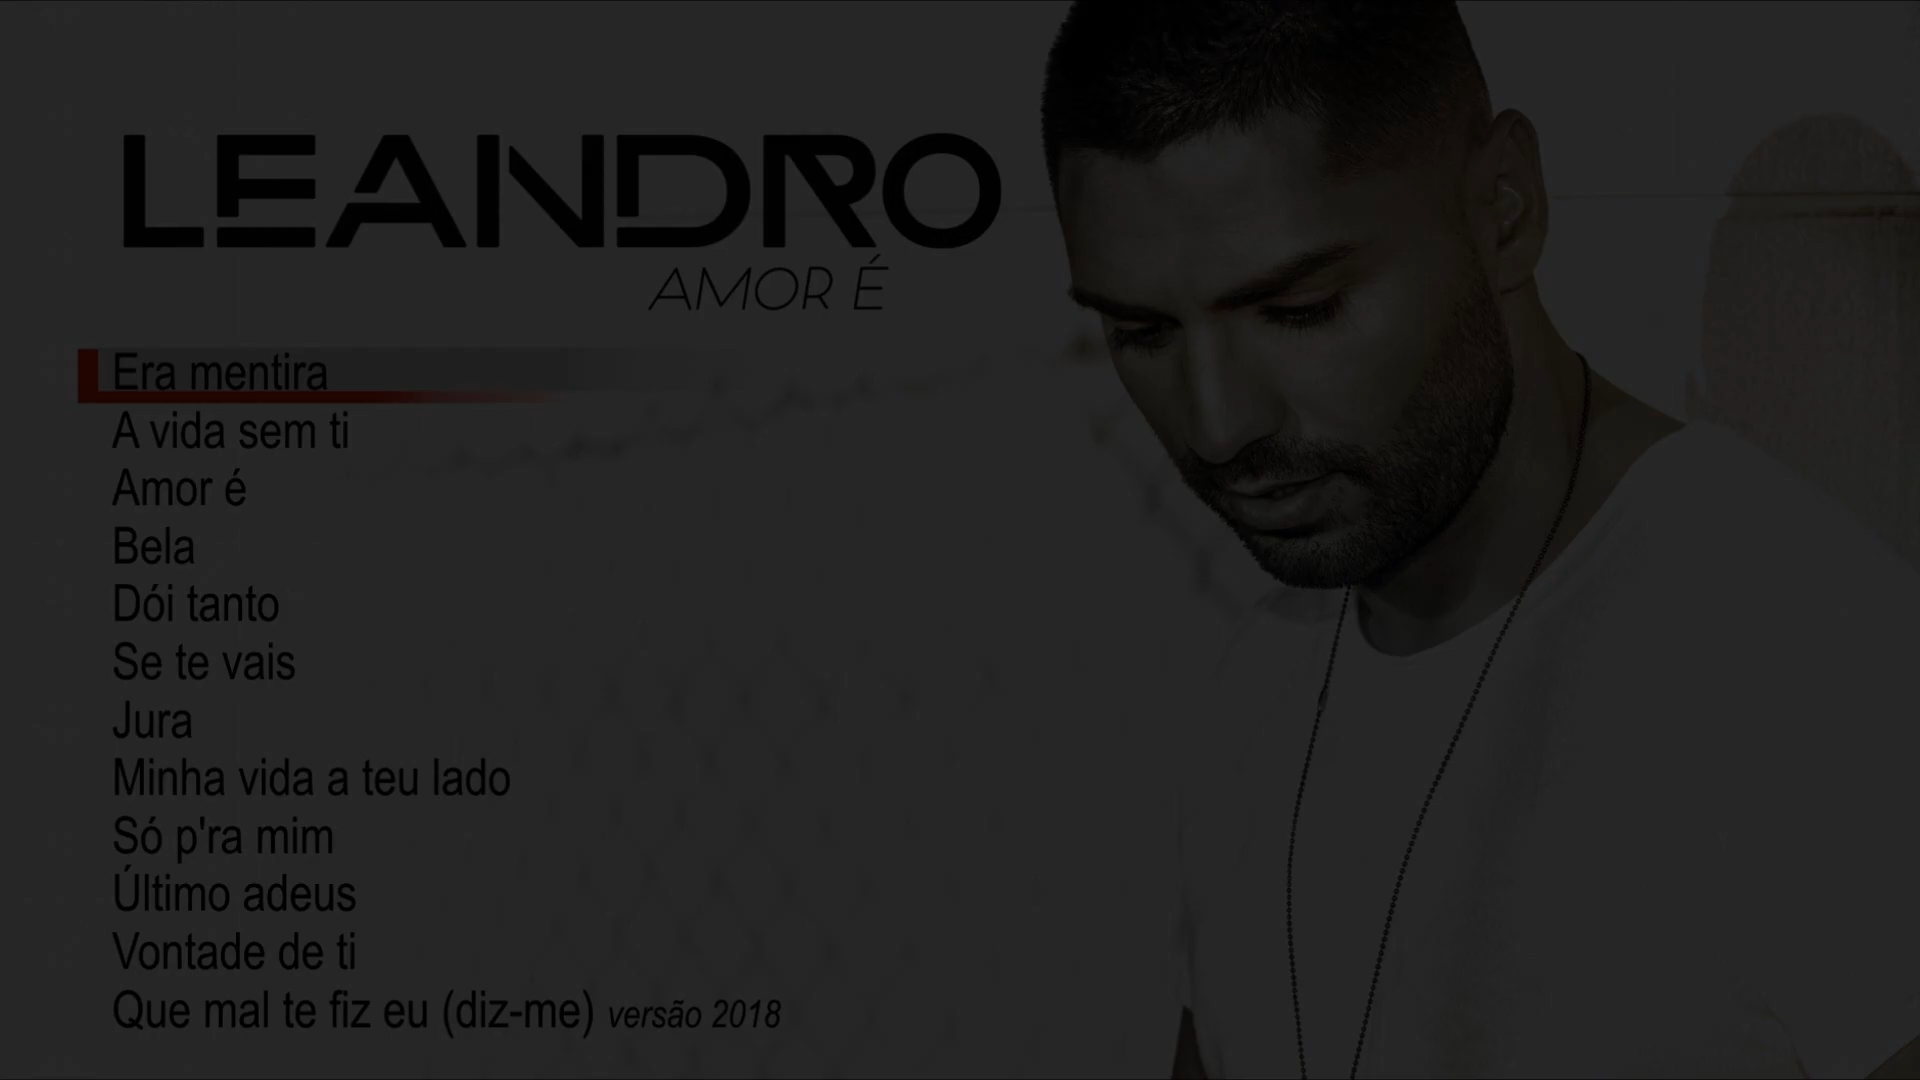 LEANDRO
AMOR É
Era mentira
A vida sem ti
Amor é
Bela
Dói tanto
Se te vais
Jura
Minha vida a teu lado
Só p'ra mim
Último adeus
Vontade de ti
Que mal te fiz eu (diz-me) versão 2018